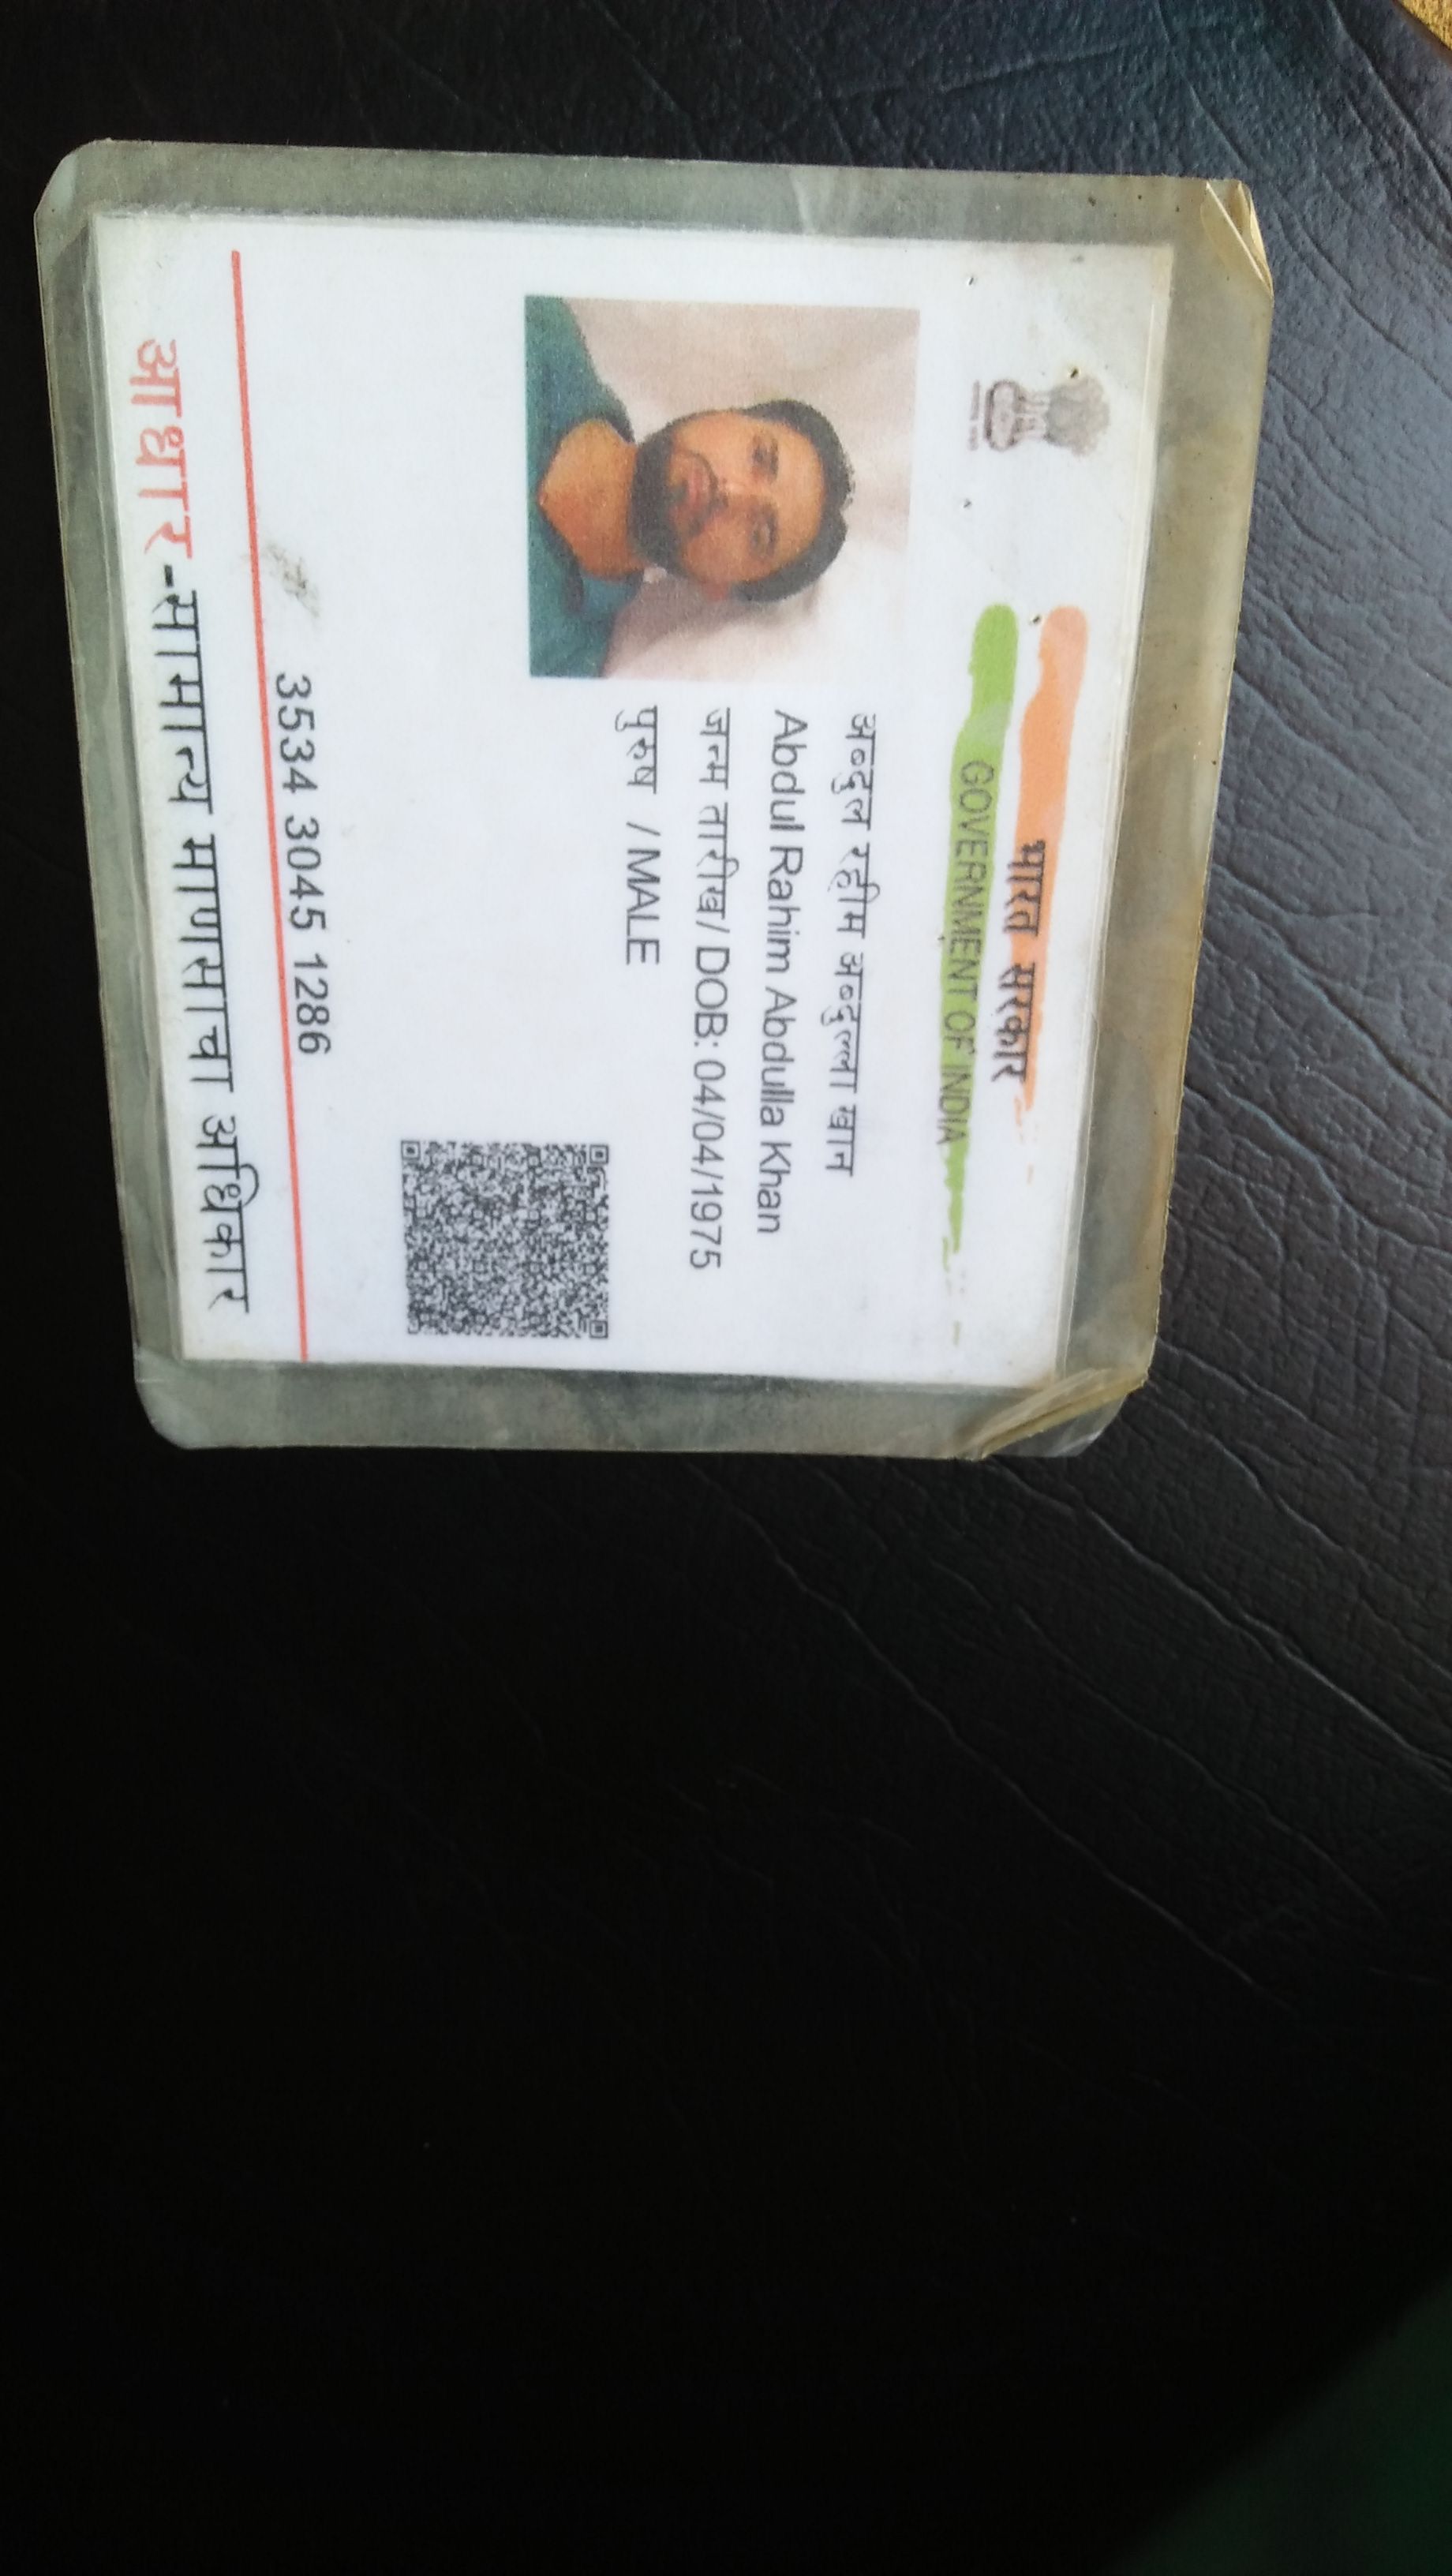 भारत सरकार
GOVERNMENT OF INDIA
अब्दुल रहीम अब्दुल्ला खान
Abdul Rahim Abdulla Khan
जन्म तारीख/ DOB: 04/04/1975
पुरुष / MALE
3534 3045 1286
आधार-सामान्य माणसाचा अधिकार